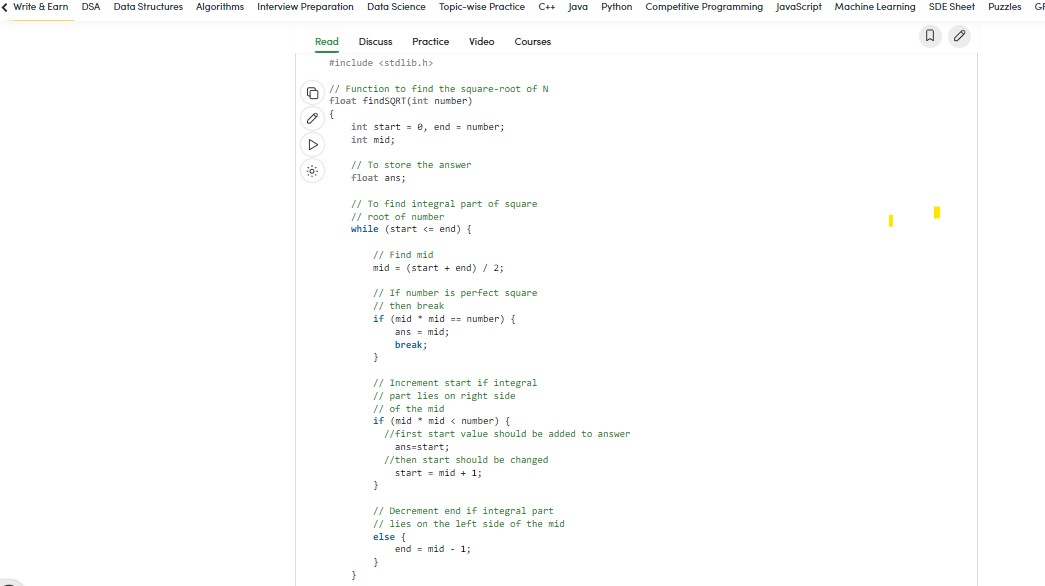 Write & Earn DSA Data Structures Algorithms Interview Preparation Data Science Topic-wise Practice C++ Java Python Competitive Programming JavaScript Machine Learning SDE Sheet Puzzles GF
Read Discuss Practice Video Courses
#include <stdlib.h>
// Function to find the square-root of N
float findSQRT(int number)
{
int start = 0, end = number;
int mid;
// To store the answer
float ans;
// To find integral part of square
// root of number
while (start <= end) {
// Find mid
mid = (start + end) / 2;
// If number is perfect square
// then break
if (mid * mid == number) {
ans = mid;
break;
}
// Increment start if integral
// part lies on right side
// of the mid
if (mid * mid < number) {
//first start value should be added to answer
ans=start;
//then start should be changed
start = mid + 1;
}
// Decrement end if integral part
// lies on the left side of the mid
else {
end = mid - 1;
}
}